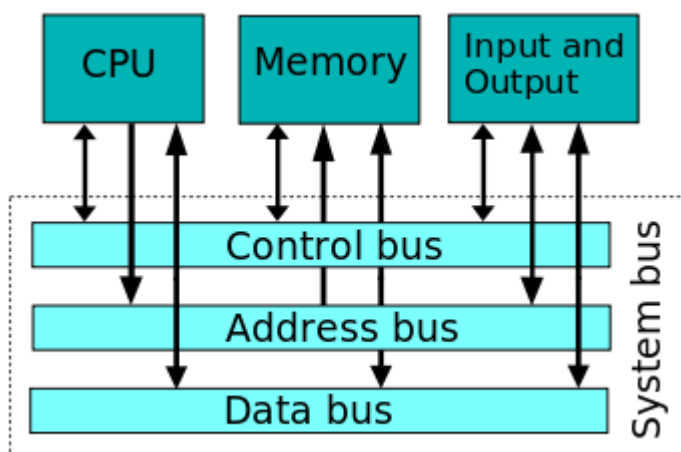 CPU
Memory
Input and
Output
Control bus
Address bus
Data bus
System bus